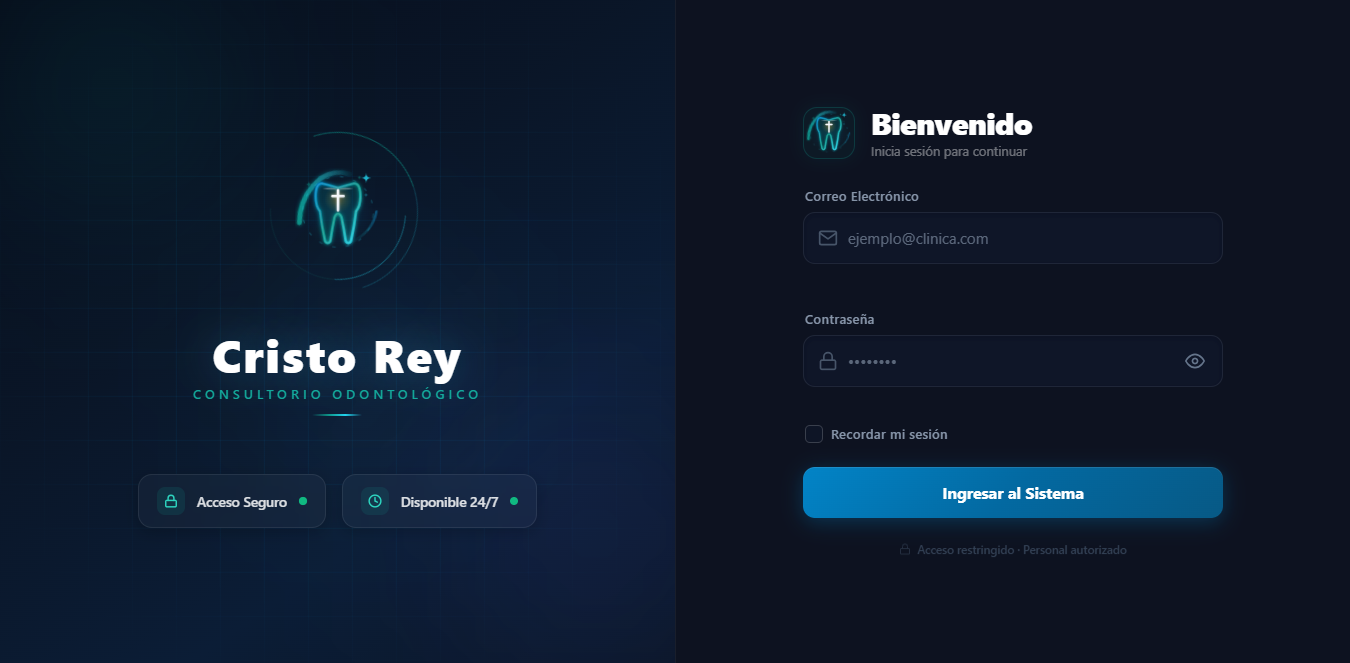 Cristo Rey
CONSULTORIO ODONTOLÓGICO
Acceso Seguro
Disponible 24/7
Bienvenido
Inicia sesión para continuar
Correo Electrónico
ejemplo@clinica.com
Contraseña
••••••••
Recordar mi sesión
Ingresar al Sistema
Acceso restringido · Personal autorizado